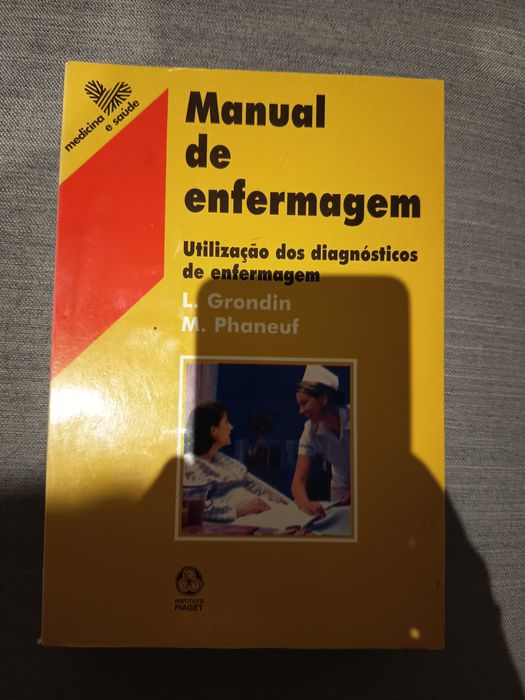 medicina e saúde
Manual
de
enfermagem
Utilização dos diagnósticos
de enfermagem
L. Grondin
M. Phaneuf
INSTITUTO
PIAGET